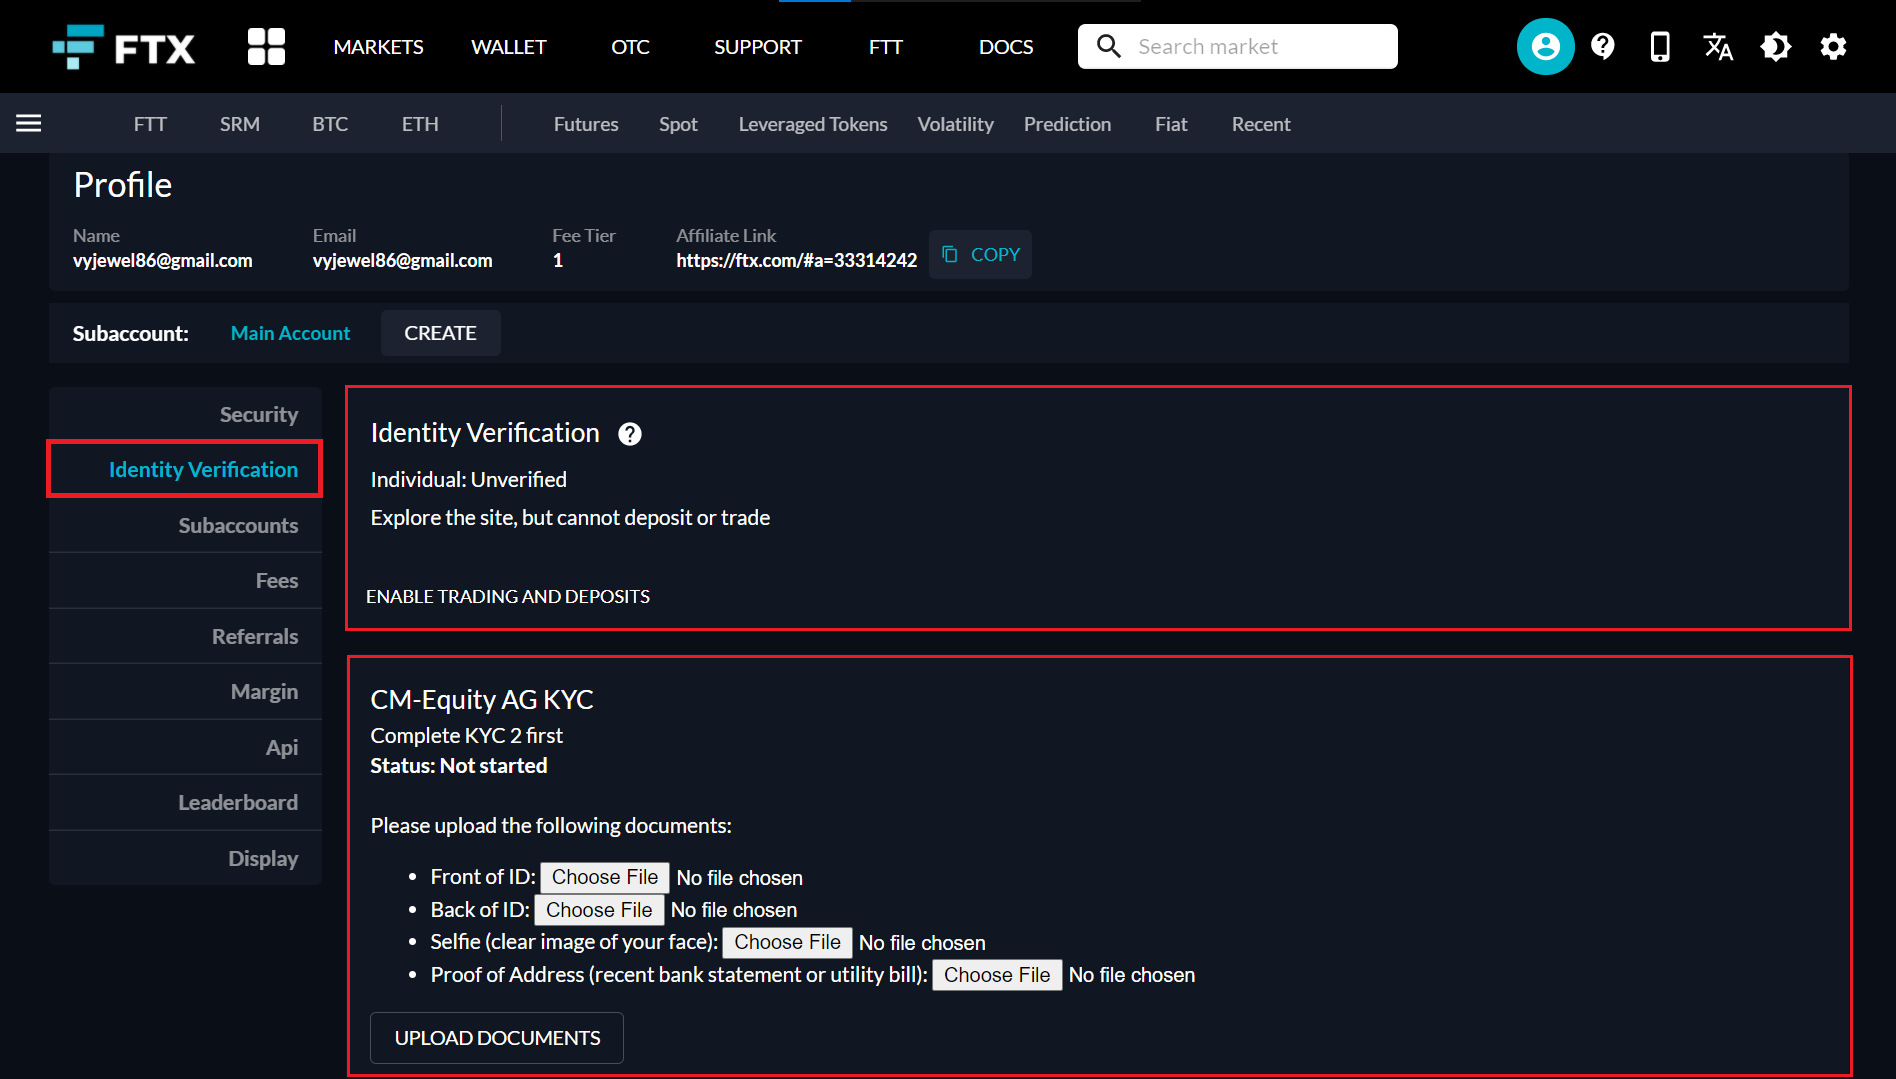 FTX MARKETS WALLET OTC SUPPORT FTT DOCS Search market
FTT SRM BTC ETH Futures Spot Leveraged Tokens Volatility Prediction Fiat Recent
Profile
Name Email Fee Tier Affiliate Link
vyjewel86@gmail.com vyjewel86@gmail.com 1 https://ftx.com/#a=33314242 COPY
Subaccount: Main Account CREATE
Security
Identity Verification
Subaccounts
Fees
Referrals
Margin
Api
Leaderboard
Display
Identity Verification ?
Individual: Unverified
Explore the site, but cannot deposit or trade
ENABLE TRADING AND DEPOSITS
CM-Equity AG KYC
Complete KYC 2 first
Status: Not started
Please upload the following documents:
• Front of ID: Choose File No file chosen
• Back of ID: Choose File No file chosen
• Selfie (clear image of your face): Choose File No file chosen
• Proof of Address (recent bank statement or utility bill): Choose File No file chosen
UPLOAD DOCUMENTS